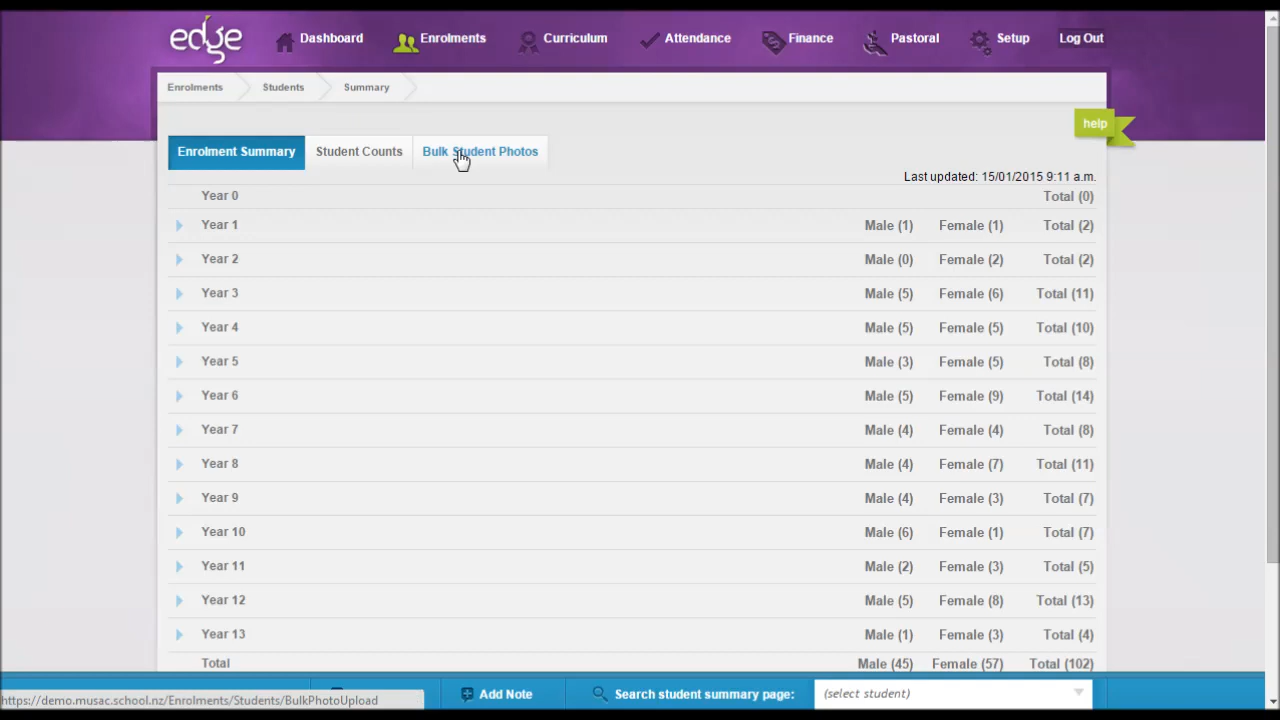 edge Dashboard Enrolments Curriculum Attendance Finance Pastoral Setup Log Out
Enrolments Students Summary
help
Enrolment Summary Student Counts Bulk Student Photos
Last updated: 15/01/2015 9:11 a.m.
Year 0 Total (0)
Year 1 Male (1) Female (1) Total (2)
Year 2 Male (0) Female (2) Total (2)
Year 3 Male (5) Female (6) Total (11)
Year 4 Male (5) Female (5) Total (10)
Year 5 Male (3) Female (5) Total (8)
Year 6 Male (5) Female (9) Total (14)
Year 7 Male (4) Female (4) Total (8)
Year 8 Male (4) Female (7) Total (11)
Year 9 Male (4) Female (3) Total (7)
Year 10 Male (6) Female (1) Total (7)
Year 11 Male (2) Female (3) Total (5)
Year 12 Male (5) Female (8) Total (13)
Year 13 Male (1) Female (3) Total (4)
Total Male (45) Female (57) Total (102)
Add Note Search student summary page: (select student)
https://demo.musac.school.nz/Enrolments/Students/BulkPhotoUpload